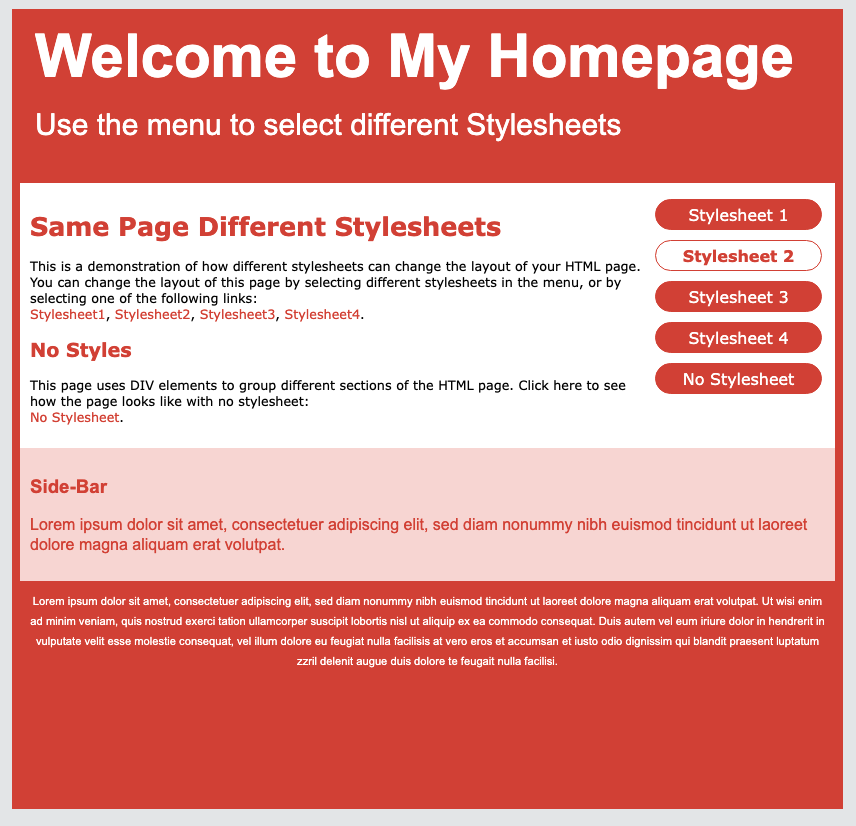 Welcome to My Homepage
Use the menu to select different Stylesheets
Same Page Different Stylesheets
This is a demonstration of how different stylesheets can change the layout of your HTML page.
You can change the layout of this page by selecting different stylesheets in the menu, or by
selecting one of the following links:
Stylesheet1, Stylesheet2, Stylesheet3, Stylesheet4.
No Styles
This page uses DIV elements to group different sections of the HTML page. Click here to see
how the page looks like with no stylesheet:
No Stylesheet.
Stylesheet 1
Stylesheet 2
Stylesheet 3
Stylesheet 4
No Stylesheet
Side-Bar
Lorem ipsum dolor sit amet, consectetuer adipiscing elit, sed diam nonummy nibh euismod tincidunt ut laoreet
dolore magna aliquam erat volutpat.
Lorem ipsum dolor sit amet, consectetuer adipiscing elit, sed diam nonummy nibh euismod tincidunt ut laoreet dolore magna aliquam erat volutpat. Ut wisi enim
ad minim veniam, quis nostrud exerci tation ullamcorper suscipit lobortis nisl ut aliquip ex ea commodo consequat. Duis autem vel eum iriure dolor in hendrerit in
vulputate velit esse molestie consequat, vel illum dolore eu feugiat nulla facilisis at vero eros et accumsan et iusto odio dignissim qui blandit praesent luptatum
zzril delenit augue duis dolore te feugait nulla facilisi.